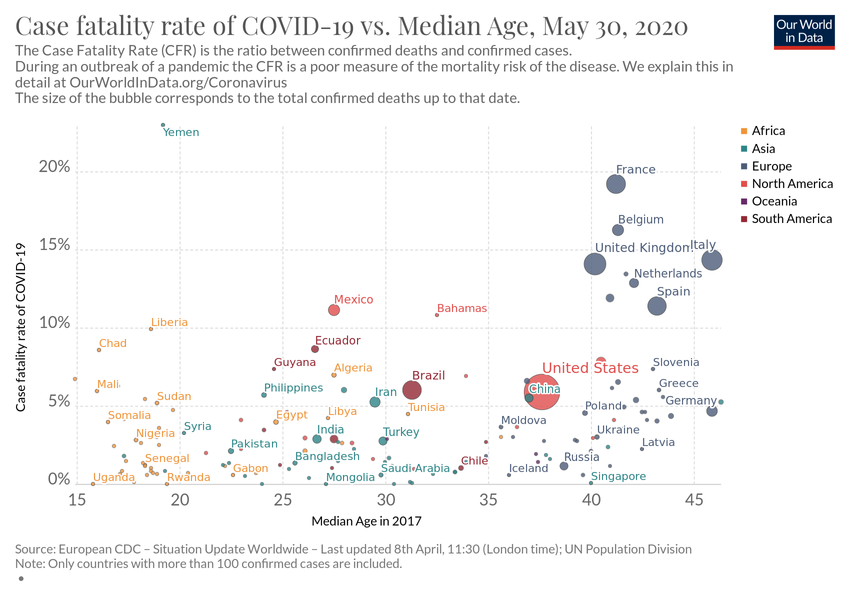 Case fatality rate of COVID-19 vs. Median Age, May 30, 2020
Our World
in Data
The Case Fatality Rate (CFR) is the ratio between confirmed deaths and confirmed cases.
During an outbreak of a pandemic the CFR is a poor measure of the mortality risk of the disease. We explain this in
detail at OurWorldInData.org/Coronavirus
The size of the bubble corresponds to the total confirmed deaths up to that date.
Africa
Asia
Europe
North America
Oceania
South America
Case fatality rate of COVID-19
20%
15%
10%
5%
0%
Yemen
France
Belgium
United Kingdom
Italy
Netherlands
Spain
Mexico
Bahamas
Liberia
Ecuador
Chad
Guyana
Algeria
Slovenia
United States
Brazil
China
Mali
Philippines
Iran
Greece
Sudan
Germany
Poland
Somalia
Egypt
Libya
Tunisia
Moldova
Nigeria
Syria
India
Turkey
Ukraine
Pakistan
Latvia
Senegal
Bangladesh
Chile
Russia
Gabon
Saudi Arabia
Iceland
Uganda
Rwanda
Mongolia
Singapore
15
20
25
30
35
40
45
Median Age in 2017
Source: European CDC – Situation Update Worldwide – Last updated 8th April, 11:30 (London time); UN Population Division
Note: Only countries with more than 100 confirmed cases are included.